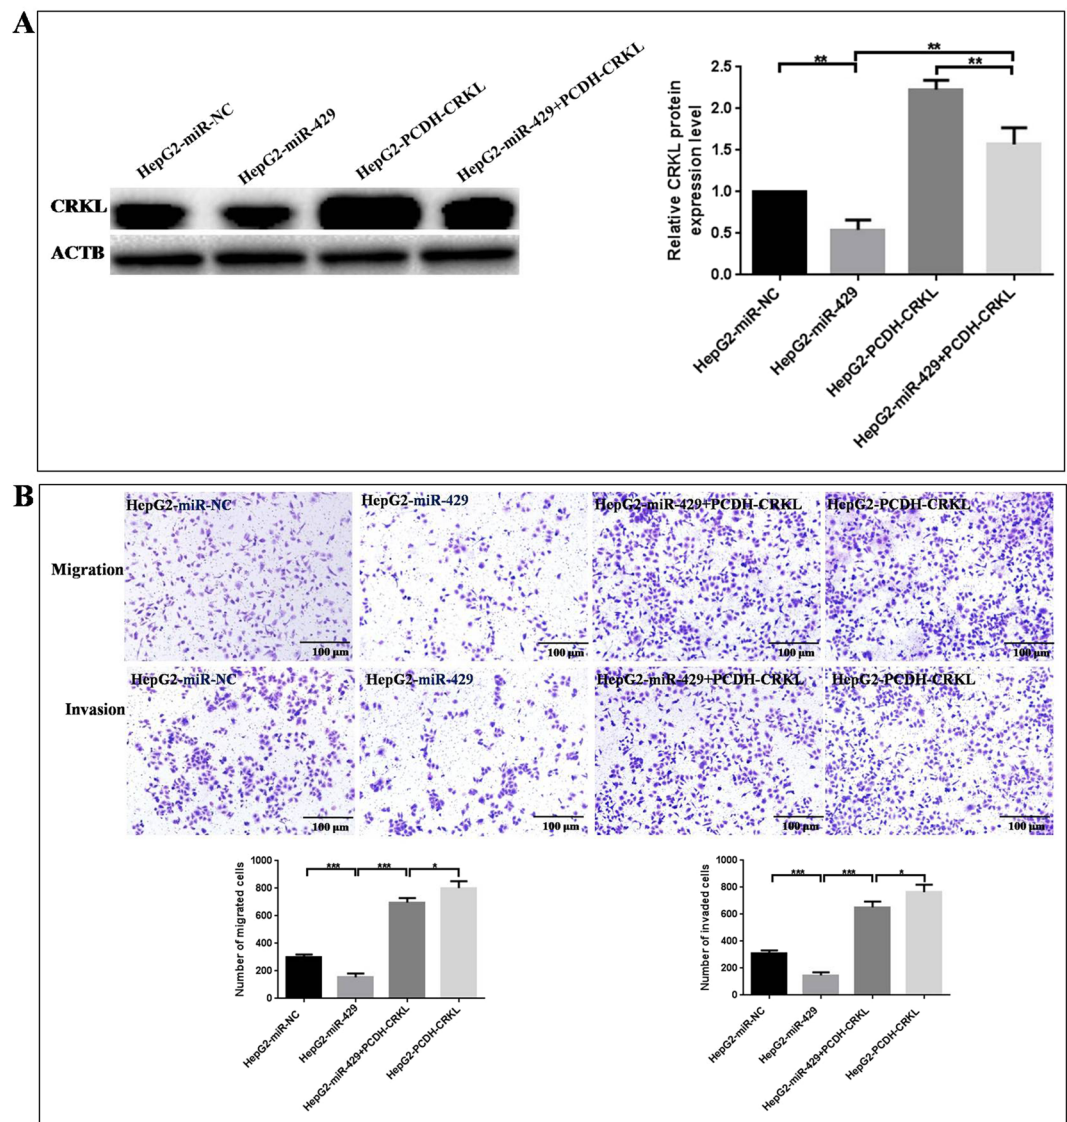 A
HepG2-miR-NC
HepG2-miR-429
HepG2-PCDH-CRKL
HepG2-miR-429+PCDH-CRKL
CRKL
ACTB
** ** **
Relative CRKL protein
expression level
2.5
2.0
1.5
1.0
0.5
0.0
HepG2-miR-NC
HepG2-miR-429
HepG2-PCDH-CRKL
HepG2-miR-429+PCDH-CRKL
B
HepG2-miR-NC HepG2-miR-429 HepG2-miR-429+PCDH-CRKL HepG2-PCDH-CRKL
Migration
100 μm 100 μm 100 μm 100 μm
HepG2-miR-NC HepG2-miR-429 HepG2-miR-429+PCDH-CRKL HepG2-PCDH-CRKL
Invasion
100 μm 100 μm 100 μm 100 μm
Number of migrated cells
1000
800
600
400
200
0
*** *** *
HepG2-miR-NC
HepG2-miR-429
HepG2-miR-429+PCDH-CRKL
HepG2-PCDH-CRKL
Number of invaded cells
1000
800
600
400
200
0
*** *** *
HepG2-miR-NC
HepG2-miR-429
HepG2-miR-429+PCDH-CRKL
HepG2-PCDH-CRKL